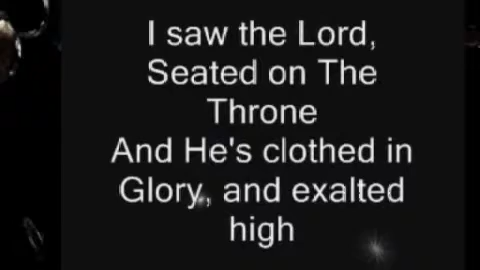 I saw the Lord,
Seated on The
Throne
And He's clothed in
Glory, and exalted
high